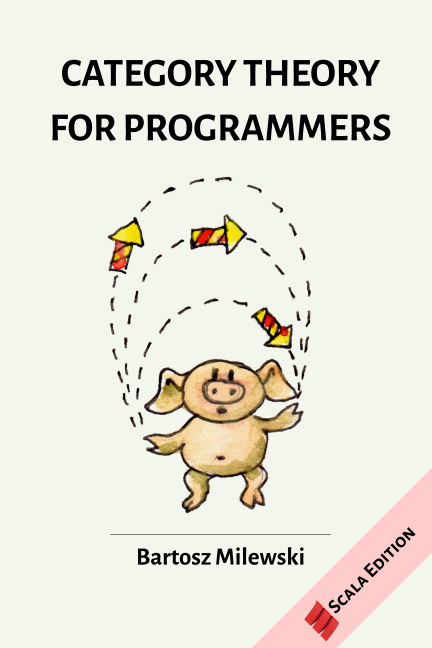 CATEGORY THEORY
FOR PROGRAMMERS
Bartosz Milewski
SCALA EDITION